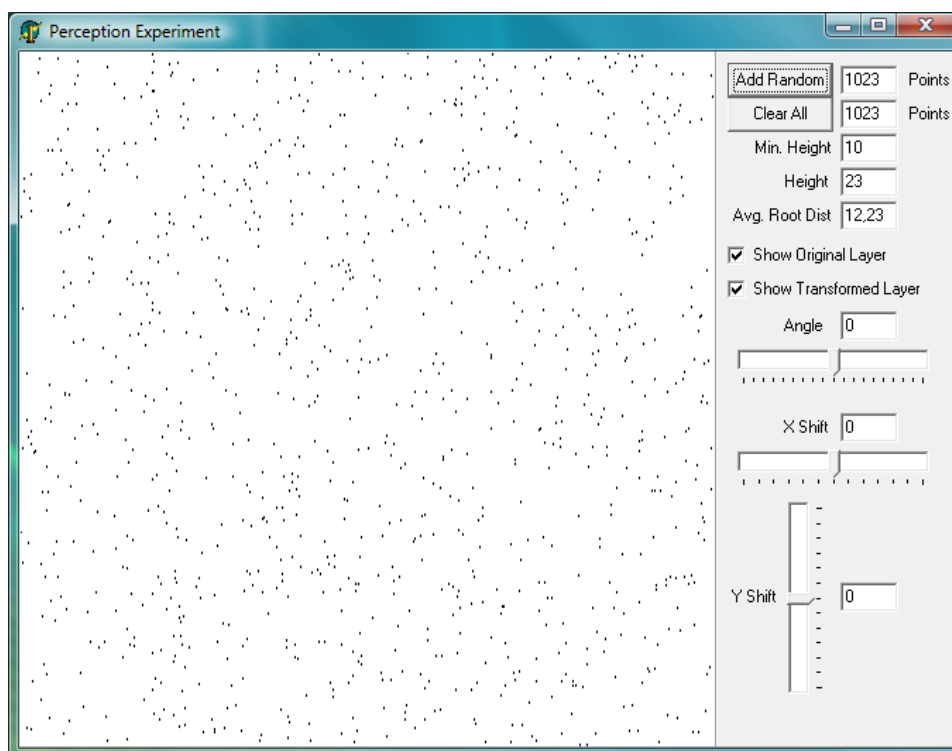 Perception Experiment
Add Random 1023 Points
Clear All 1023 Points
Min. Height 10
Height 23
Avg. Root Dist 12,23
Show Original Layer
Show Transformed Layer
Angle 0
X Shift 0
Y Shift 0